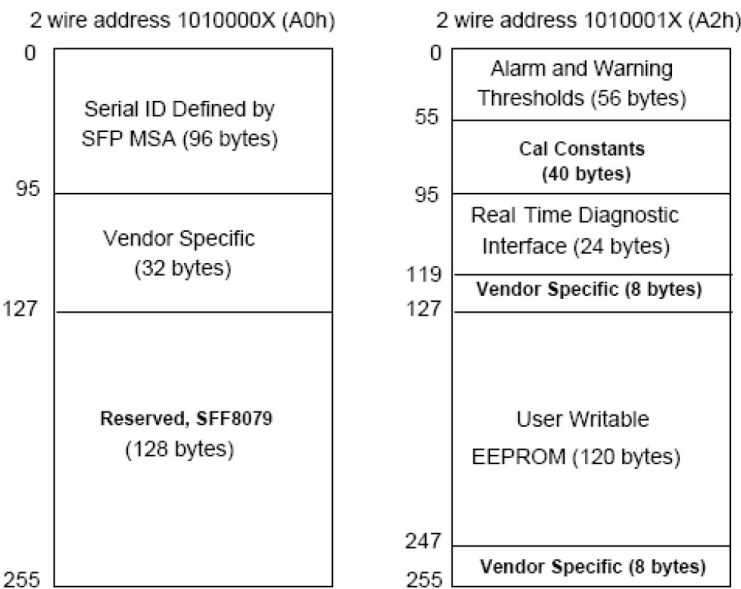 2 wire address 1010000X (A0h)
0
Serial ID Defined by
SFP MSA (96 bytes)
95
Vendor Specific
(32 bytes)
127
Reserved, SFF8079
(128 bytes)
255
2 wire address 1010001X (A2h)
0
Alarm and Warning
Thresholds (56 bytes)
55
Cal Constants
(40 bytes)
95
Real Time Diagnostic
Interface (24 bytes)
119
Vendor Specific (8 bytes)
127
User Writable
EEPROM (120 bytes)
247
Vendor Specific (8 bytes)
255